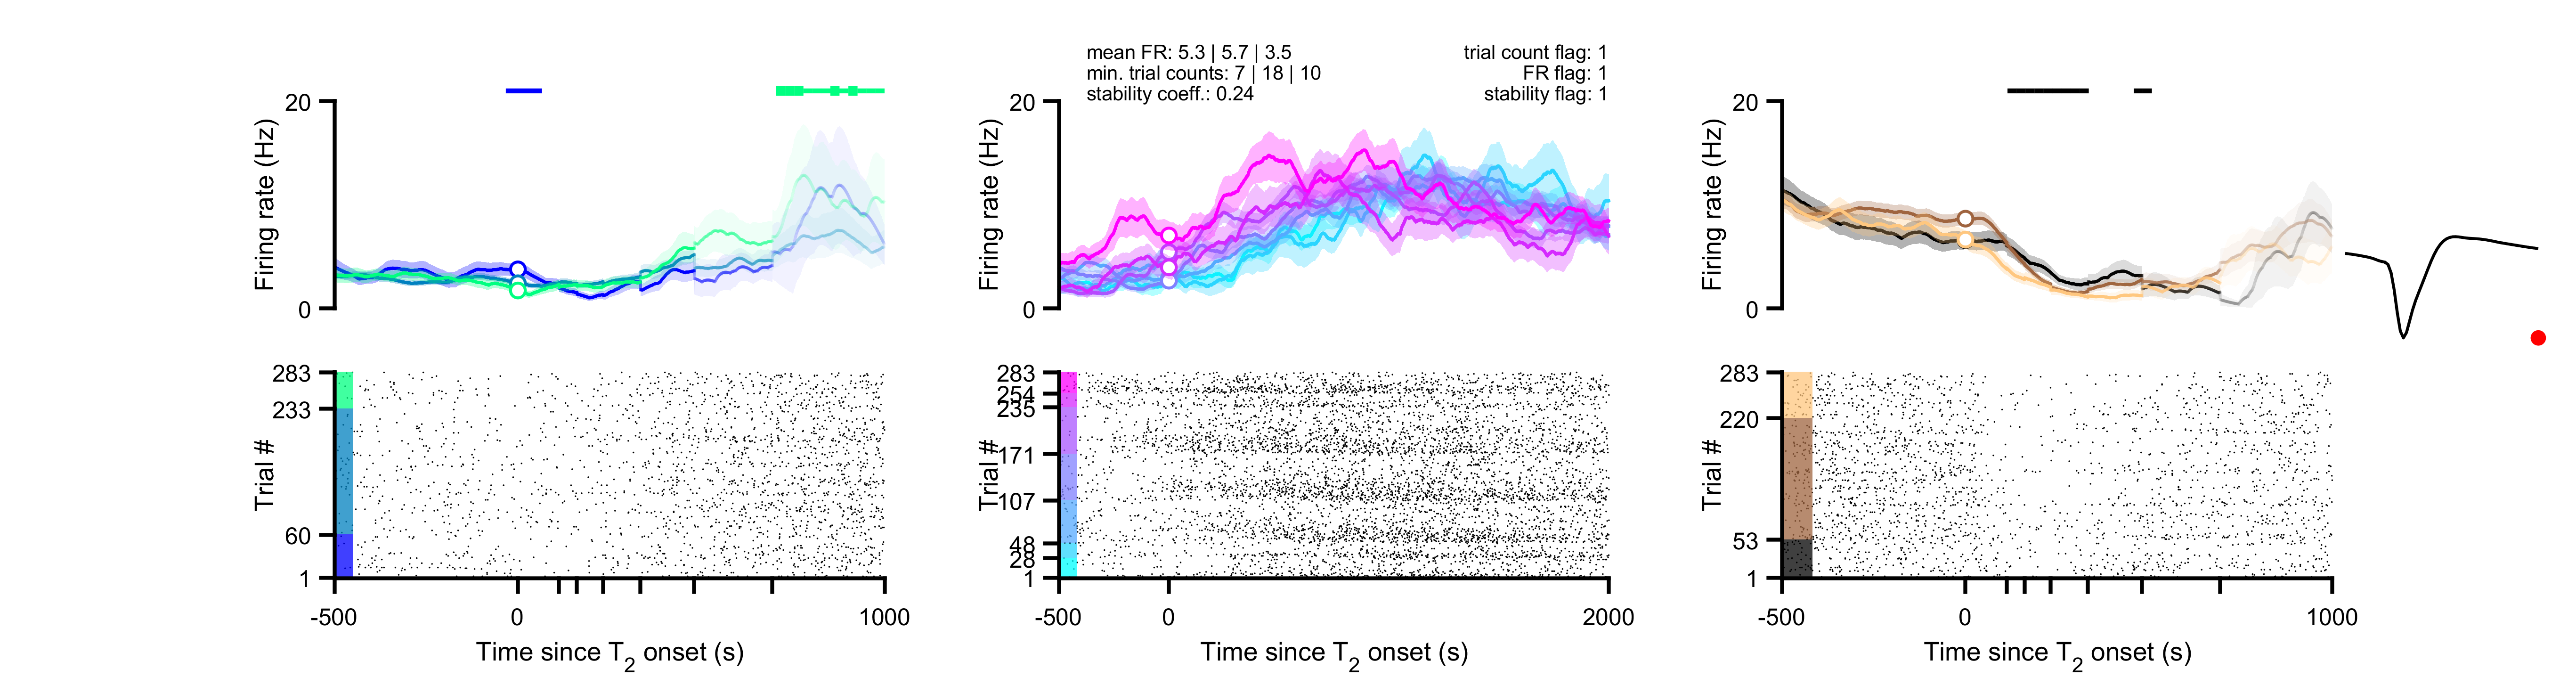 mean FR: 5.3 | 5.7 | 3.5
min. trial counts: 7 | 18 | 10
stability coeff.: 0.24
trial count flag: 1
FR flag: 1
stability flag: 1
20
Firing rate (Hz)
0
283
233
Trial #
60
1
-500
0
1000
Time since T2 onset (s)
20
Firing rate (Hz)
0
283
254
235
171
Trial #
107
48
28
1
-500
0
2000
Time since T2 onset (s)
20
Firing rate (Hz)
0
283
220
Trial #
53
1
-500
0
1000
Time since T2 onset (s)